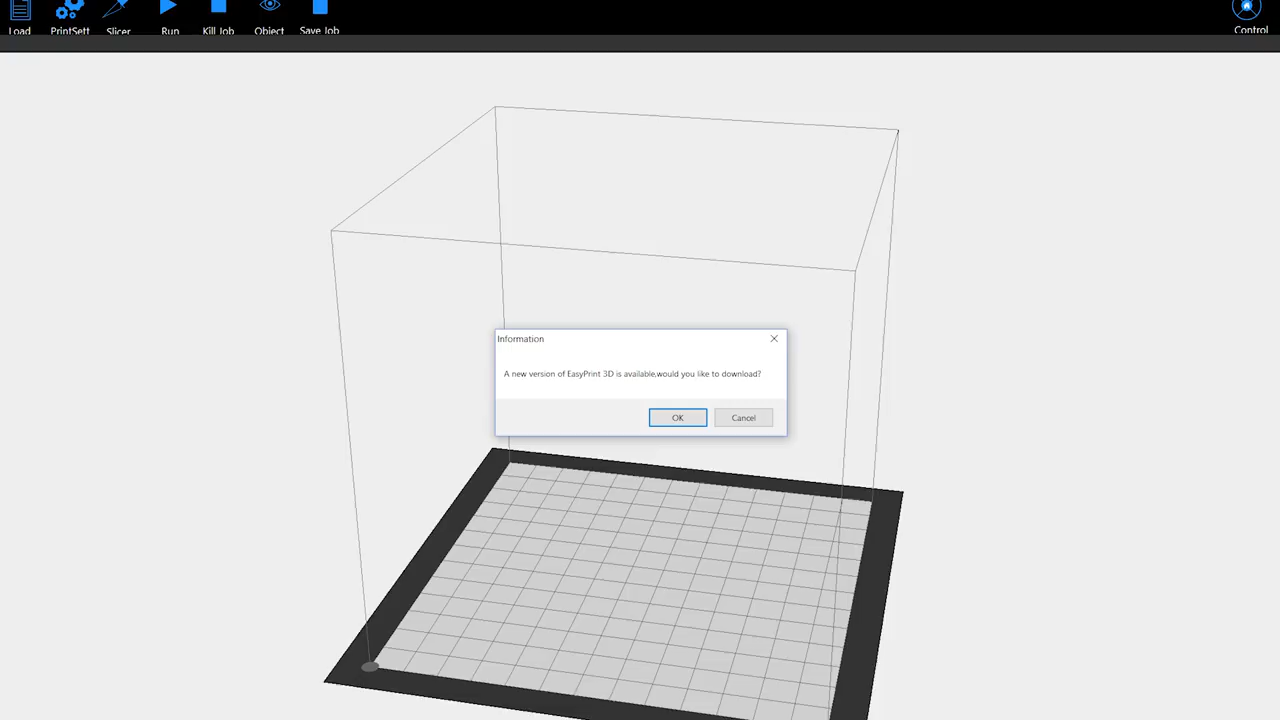 Load PrintSett Slicer Run Kill Job Object Save Job Control
Information
A new version of EasyPrint 3D is available,would you like to download?
OK Cancel